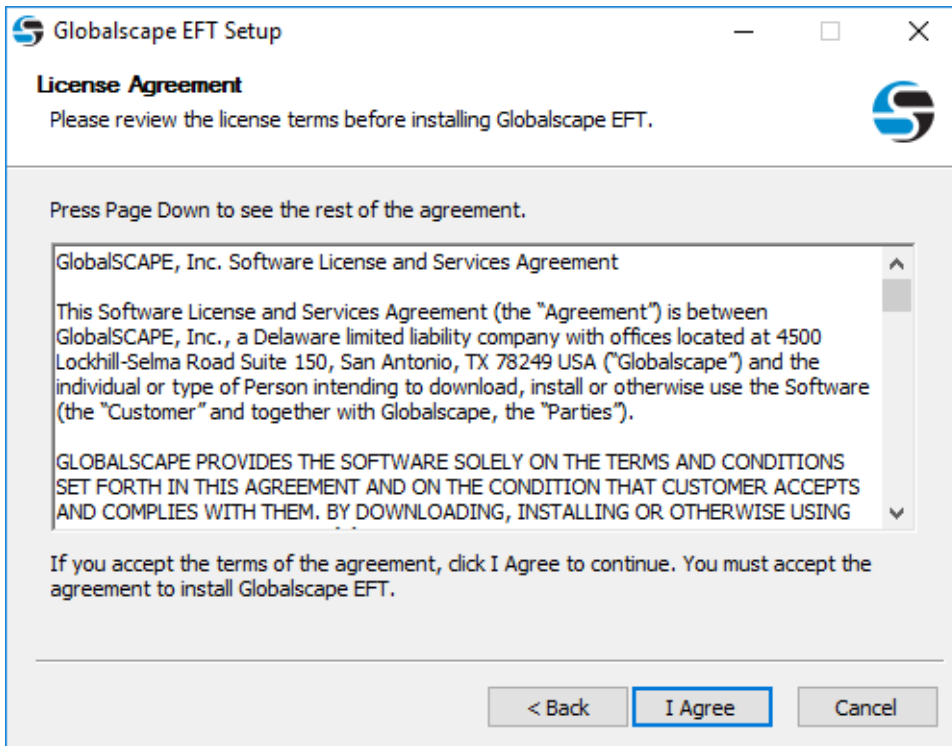 Globalscape EFT Setup
License Agreement
Please review the license terms before installing Globalscape EFT.
Press Page Down to see the rest of the agreement.
GlobalSCAPE, Inc. Software License and Services Agreement
This Software License and Services Agreement (the “Agreement”) is between
GlobalSCAPE, Inc., a Delaware limited liability company with offices located at 4500
Lockhill-Selma Road Suite 150, San Antonio, TX 78249 USA (“Globalscape”) and the
individual or type of Person intending to download, install or otherwise use the Software
(the “Customer” and together with Globalscape, the “Parties”).
GLOBALSCAPE PROVIDES THE SOFTWARE SOLELY ON THE TERMS AND CONDITIONS
SET FORTH IN THIS AGREEMENT AND ON THE CONDITION THAT CUSTOMER ACCEPTS
AND COMPLIES WITH THEM. BY DOWNLOADING, INSTALLING OR OTHERWISE USING
If you accept the terms of the agreement, click I Agree to continue. You must accept the
agreement to install Globalscape EFT.
< Back
I Agree
Cancel